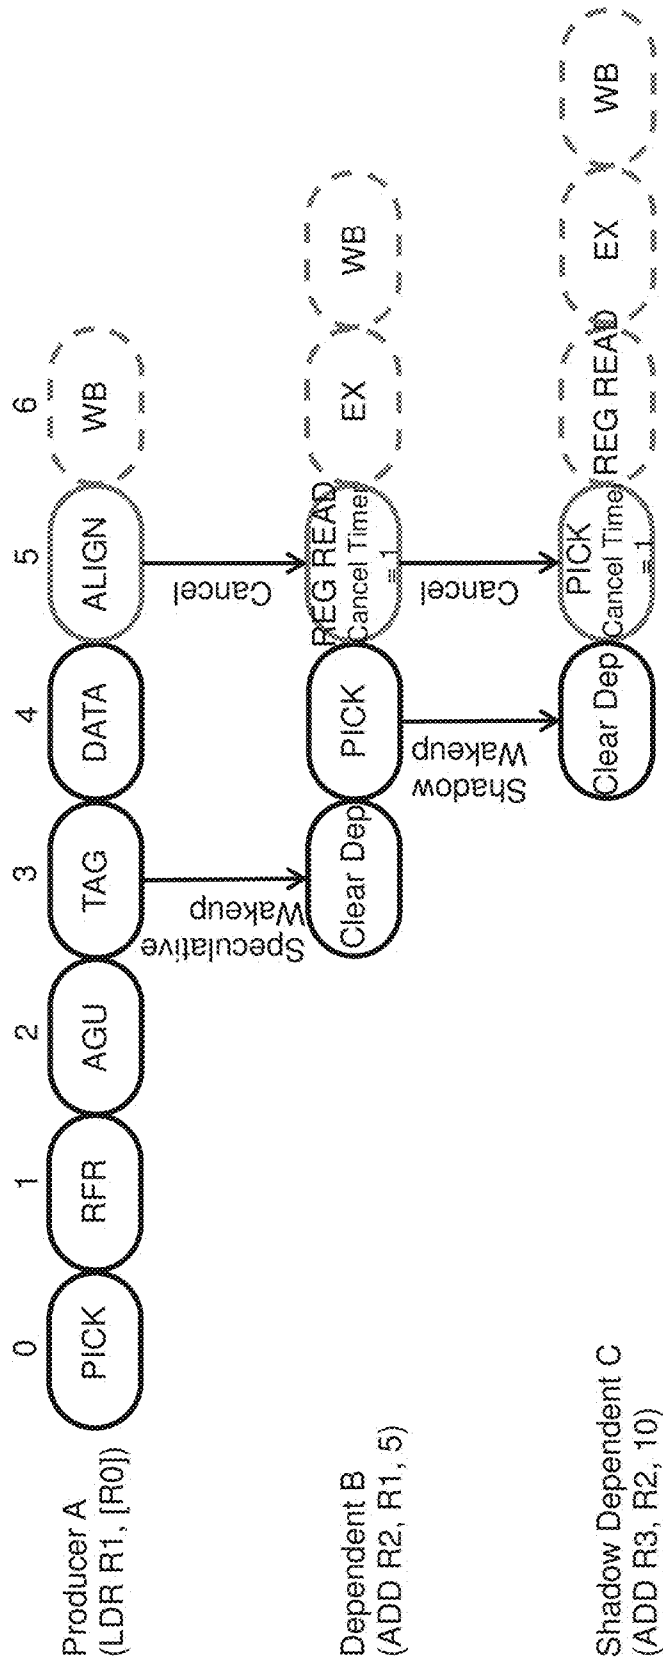 0 1 2 3 4 5 6
Producer A
(LDR R1, [R0])
PICK
RFR
AGU
TAG
DATA
ALIGN
WB
Speculative
Wakeup
Cancel
Dependent B
(ADD R2, R1, 5)
Clear Dep
PICK
REG READ
Cancel Timer
= 1
EX
WB
Shadow
Wakeup
Cancel
Shadow Dependent C
(ADD R3, R2, 10)
Clear Dep
PICK
Cancel Timer
= 1
REG READ
EX
WB